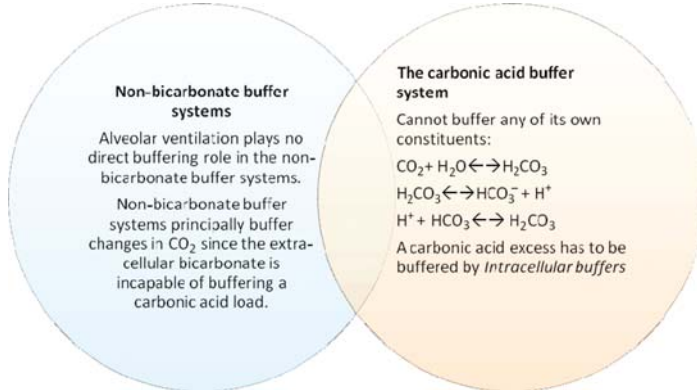 Non-bicarbonate buffer
systems
Alveolar ventilation plays no
direct buffering role in the non-
bicarbonate buffer systems.
Non-bicarbonate buffer
systems principally buffer
changes in CO₂ since the extra-
cellular bicarbonate is
incapable of buffering a
carbonic acid load.
The carbonic acid buffer
system
Cannot buffer any of its own
constituents:
CO₂+ H₂O←→H₂CO₃
H₂CO₃←→HCO₃⁻ + H⁺
H⁺ + HCO₃←→ H₂CO₃
A carbonic acid excess has to be
buffered by Intracellular buffers